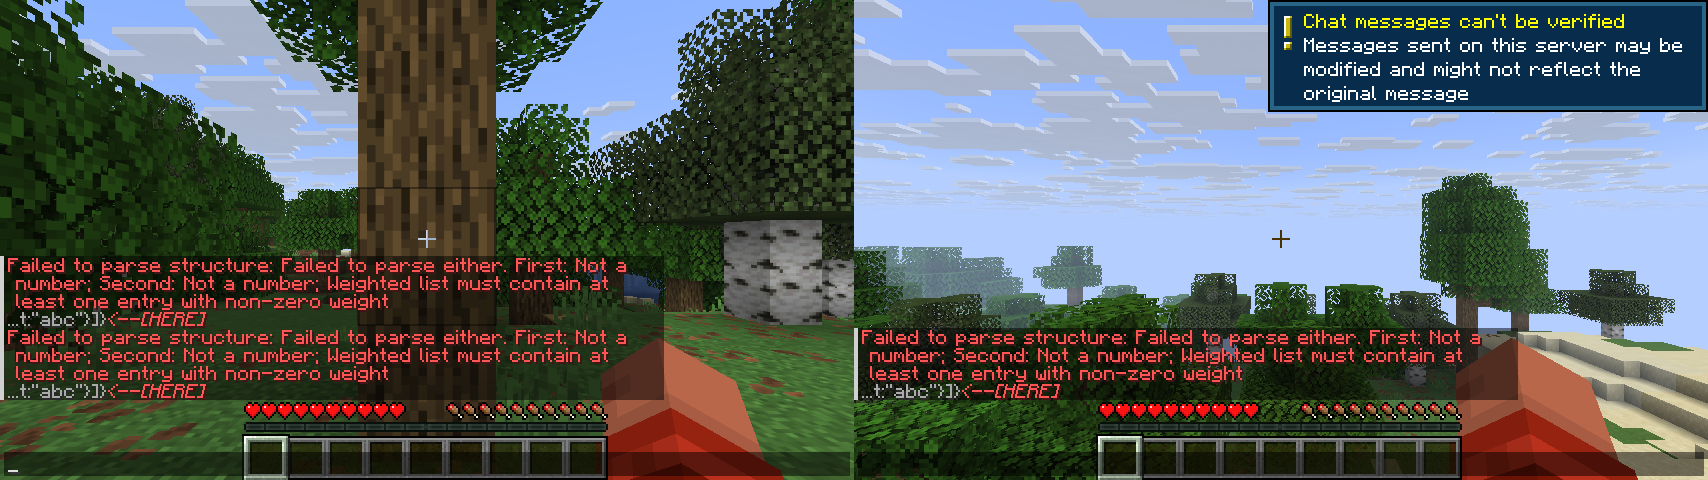 Failed to parse structure: Failed to parse either. First: Not a
number; Second: Not a number; Weighted list must contain at
least one entry with non-zero weight
...t:"abc"}]}<--[HERE]
Failed to parse structure: Failed to parse either. First: Not a
number; Second: Not a number; Weighted list must contain at
least one entry with non-zero weight
...t:"abc"}]}<--[HERE]
_
Chat messages can't be verified
Messages sent on this server may be
modified and might not reflect the
original message
Failed to parse structure: Failed to parse either. First: Not a
number; Second: Not a number; Weighted list must contain at
least one entry with non-zero weight
...t:"abc"}]}<--[HERE]